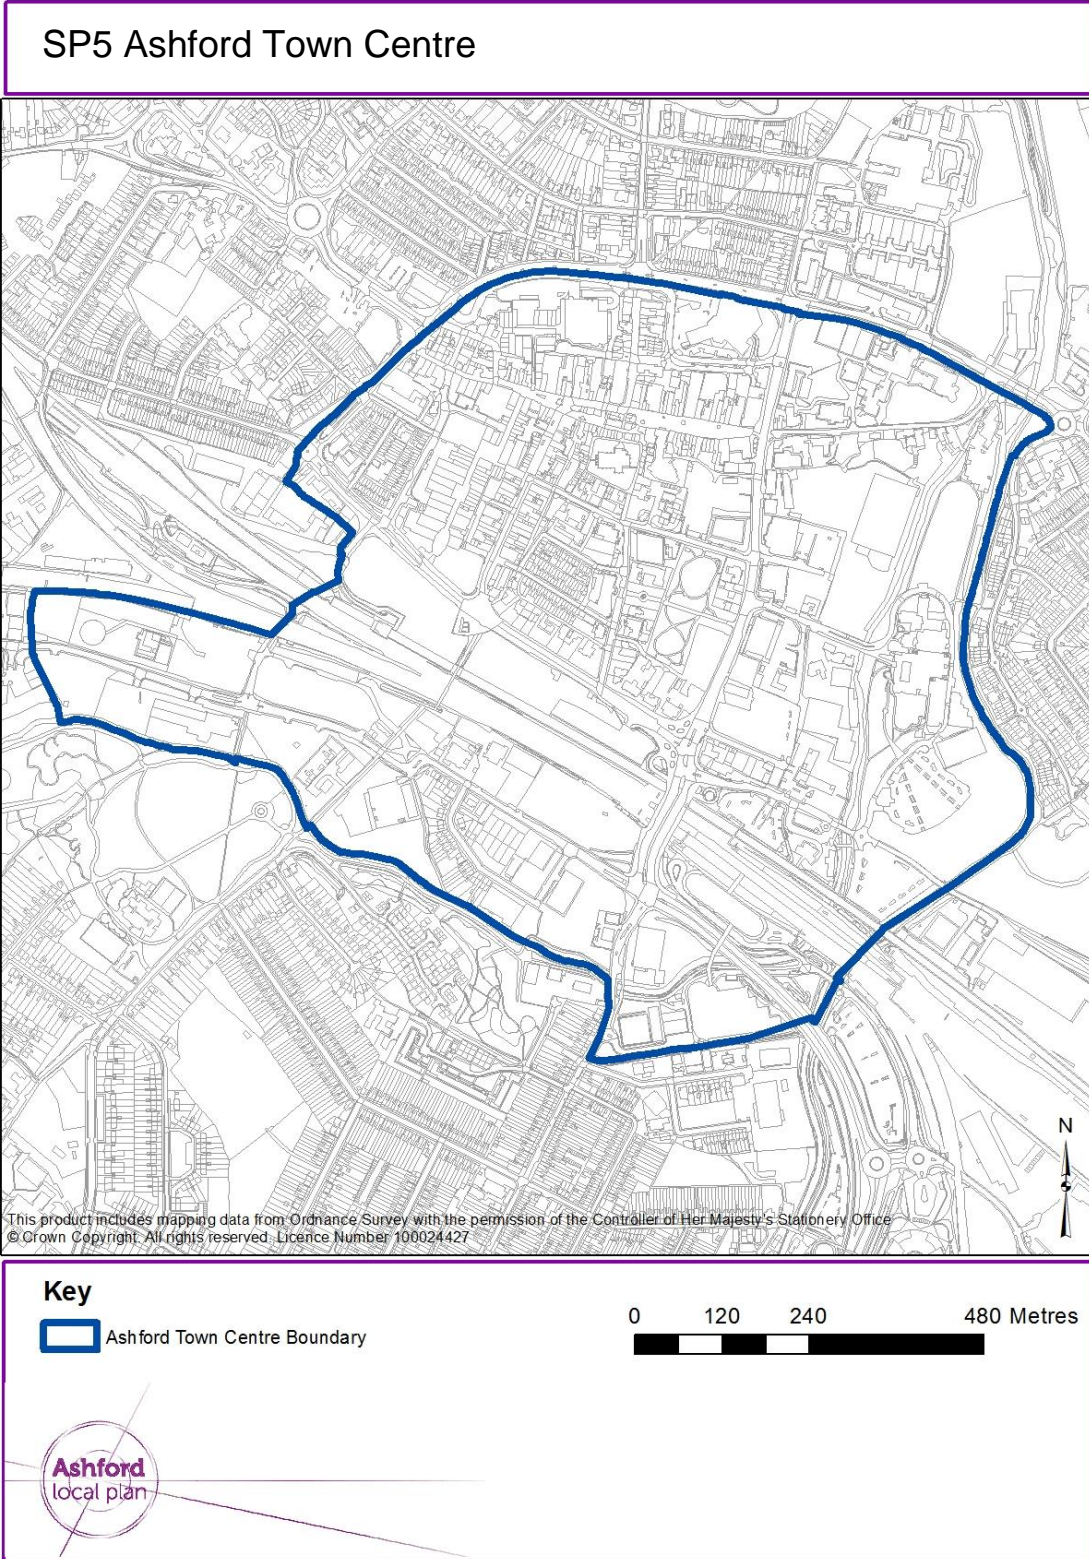 SP5 Ashford Town Centre
N
This product includes mapping data from Ordnance Survey with the permission of the Controller of Her Majesty's Stationery Office
© Crown Copyright. All rights reserved. Licence Number 100024427
Key
Ashford Town Centre Boundary
0 120 240 480 Metres
Ashford
local plan